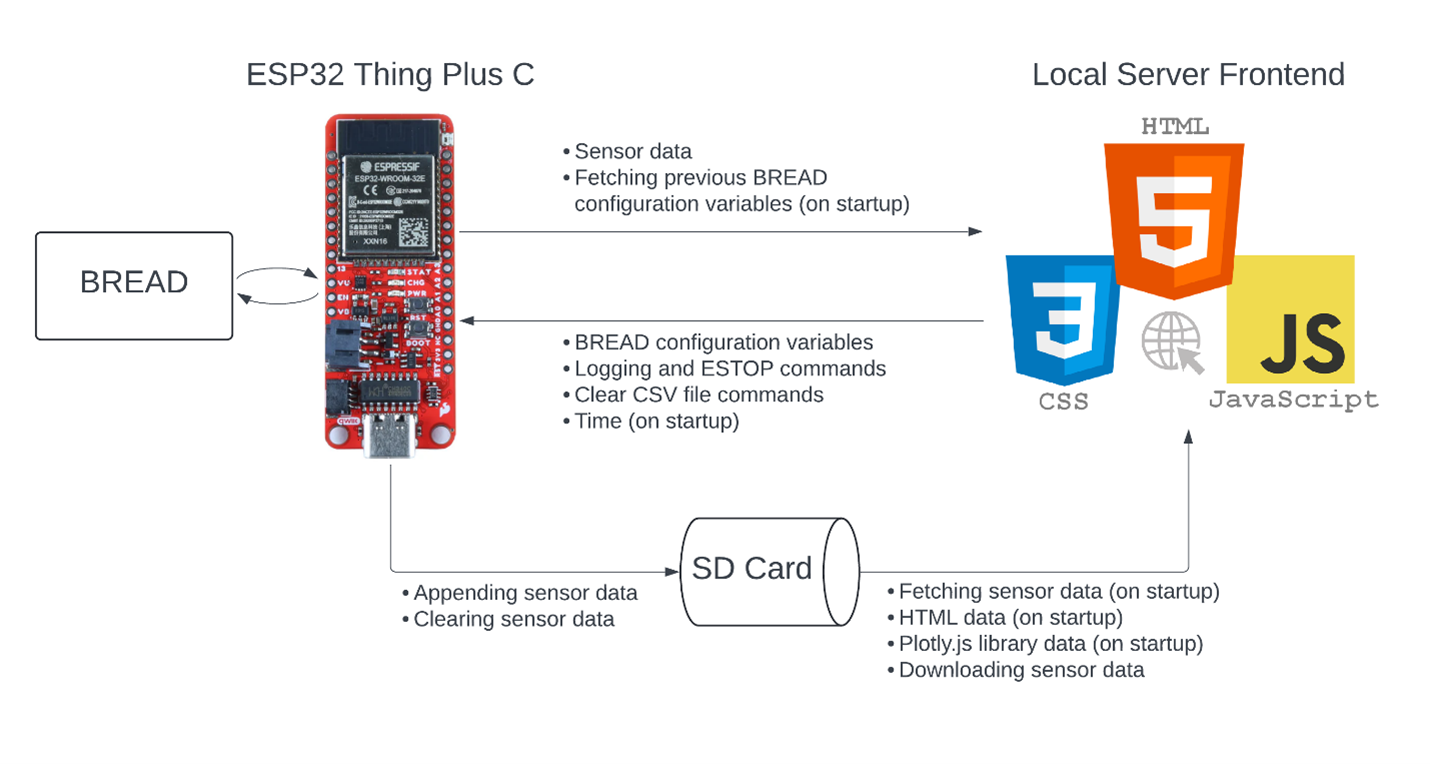 ESP32 Thing Plus C
Local Server Frontend
HTML
• Sensor data
• Fetching previous BREAD
configuration variables (on startup)
ESPRESSIF
ESP32-WROOM-32E
XXN16
BREAD
13
VU
EN
STAT
CHG
PWR
RST
BOOT
5
3
JS
CSS
JavaScript
• BREAD configuration variables
• Logging and ESTOP commands
• Clear CSV file commands
• Time (on startup)
SD Card
• Appending sensor data
• Clearing sensor data
• Fetching sensor data (on startup)
• HTML data (on startup)
• Plotly.js library data (on startup)
• Downloading sensor data